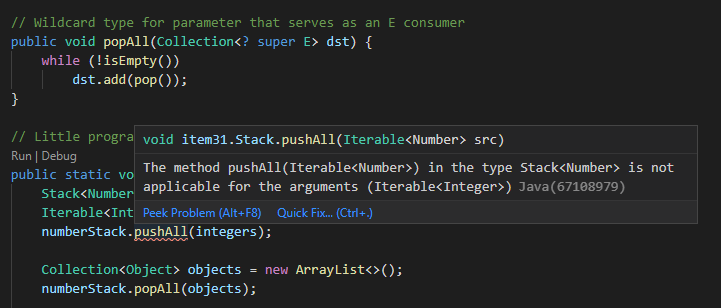 // Wildcard type for parameter that serves as an E consumer
public void popAll(Collection<? super E> dst) {
while (!isEmpty())
dst.add(pop());
}
// Little progra
void item31.Stack.pushAll(Iterable<Number> src)
Run | Debug
The method pushAll(Iterable<Number>) in the type Stack<Number> is not
public static vo
applicable for the arguments (Iterable<Integer>) Java(67108979)
Stack<Number
Iterable<Int
Peek Problem (Alt+F8) Quick Fix... (Ctrl+.)
numberStack.pushAll(integers);
Collection<Object> objects = new ArrayList<>();
numberStack.popAll(objects);